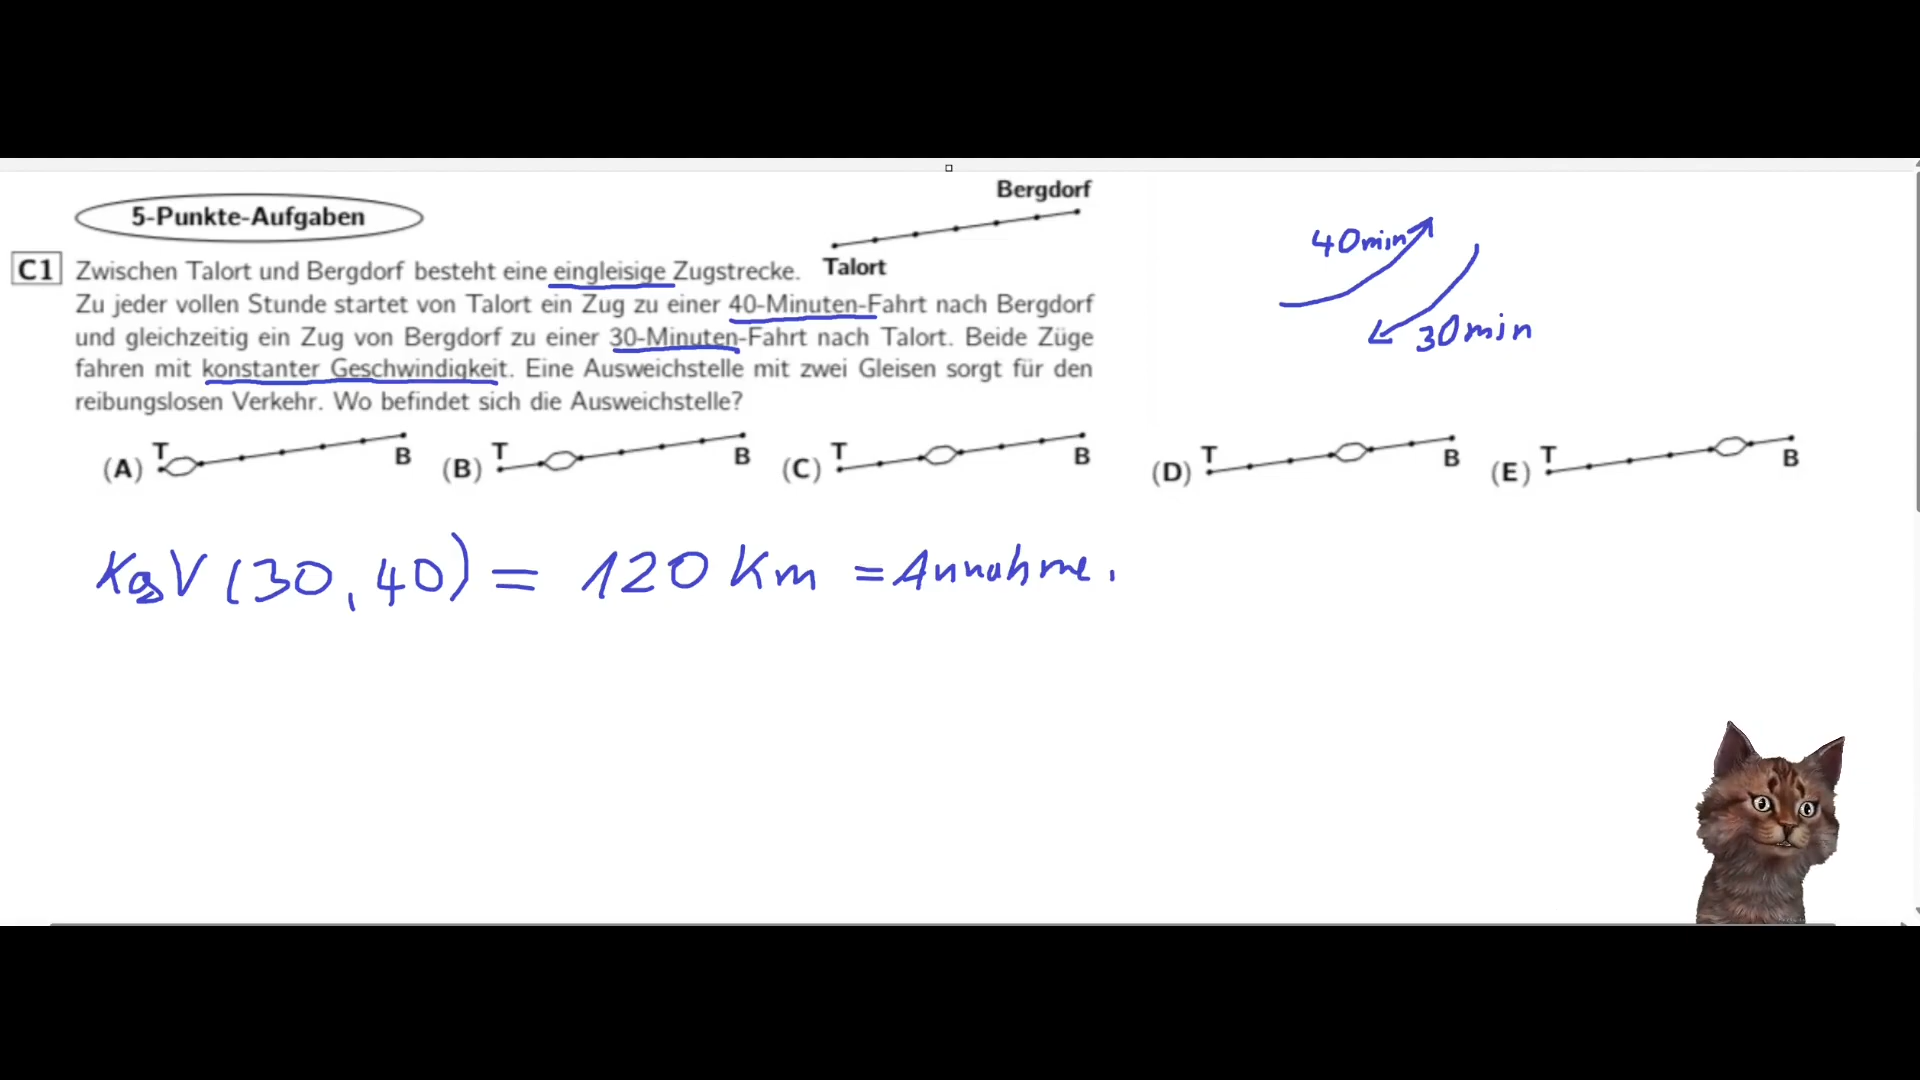 5-Punkte-Aufgaben
Bergdorf
Talort
C1 Zwischen Talort und Bergdorf besteht eine eingleisige Zugstrecke.
Zu jeder vollen Stunde startet von Talort ein Zug zu einer 40-Minuten-Fahrt nach Bergdorf
und gleichzeitig ein Zug von Bergdorf zu einer 30-Minuten-Fahrt nach Talort. Beide Züge
fahren mit konstanter Geschwindigkeit. Eine Ausweichstelle mit zwei Gleisen sorgt für den
reibungslosen Verkehr. Wo befindet sich die Ausweichstelle?
40min
30min
(A) T B (B) T B (C) T B (D) T B (E) T B
KgV (30, 40) = 120 Km = Annahme.